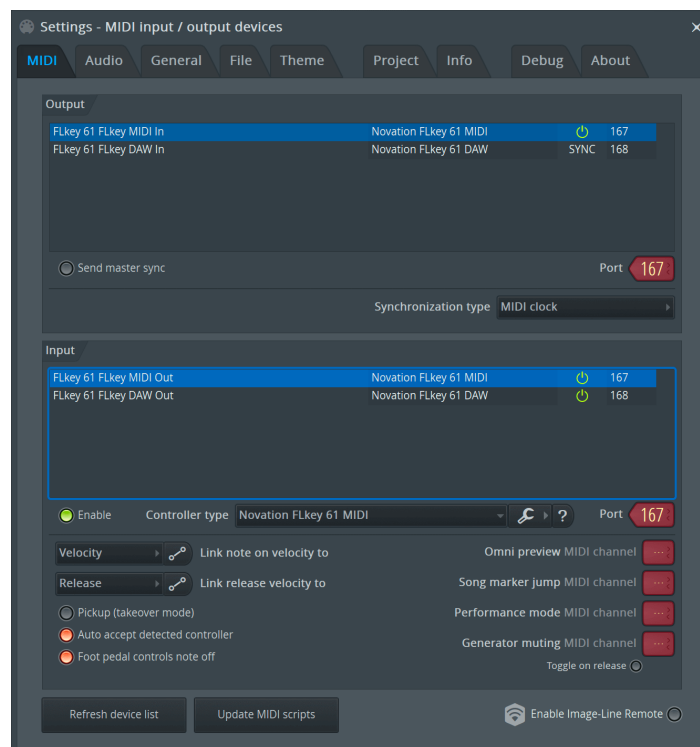 Settings - MIDI input / output devices
MIDI Audio General File Theme Project Info Debug About
Output
FLkey 61 FLkey MIDI In Novation FLkey 61 MIDI 167
FLkey 61 FLkey DAW In Novation FLkey 61 DAW SYNC 168
Send master sync Port 167
Synchronization type MIDI clock
Input
FLkey 61 FLkey MIDI Out Novation FLkey 61 MIDI 167
FLkey 61 FLkey DAW Out Novation FLkey 61 DAW 168
Enable Controller type Novation FLkey 61 MIDI ? Port 167
Velocity Link note on velocity to Omni preview MIDI channel ---
Release Link release velocity to Song marker jump MIDI channel ---
Pickup (takeover mode) Performance mode MIDI channel ---
Auto accept detected controller Generator muting MIDI channel ---
Foot pedal controls note off Toggle on release
Refresh device list Update MIDI scripts Enable Image-Line Remote